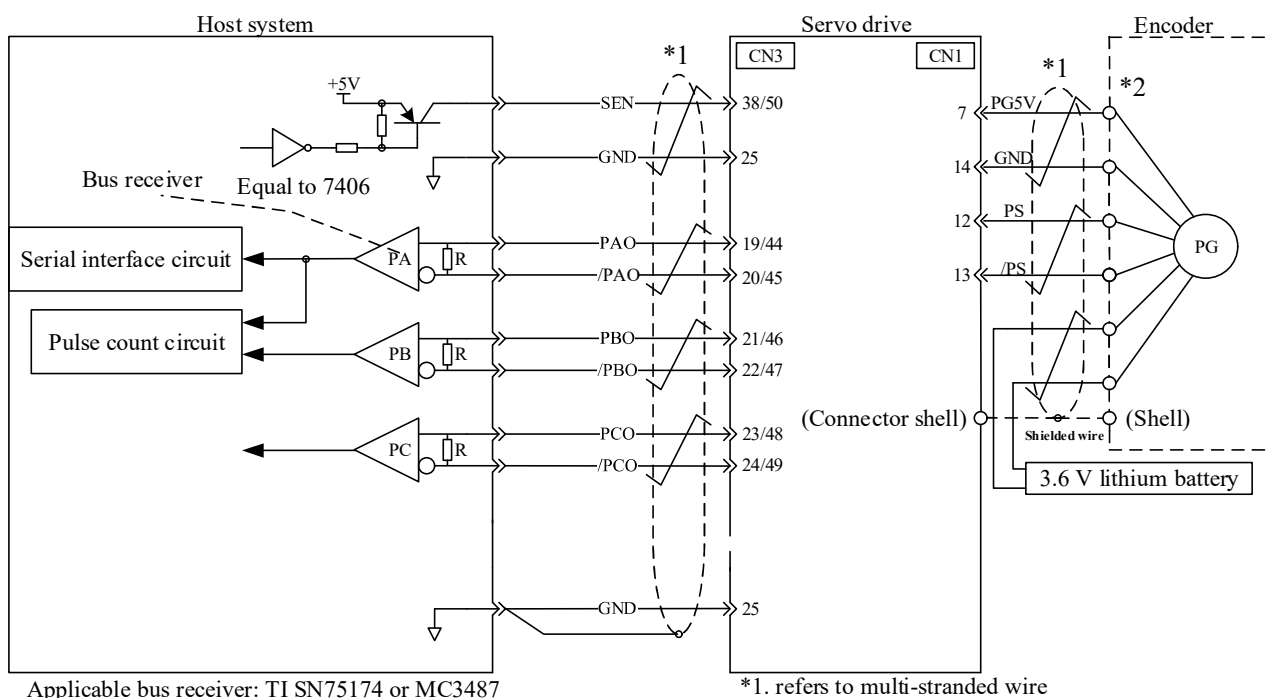 Host system
Servo drive
Encoder
*1
CN3
CN1
*1
*2
+5V
SEN
38/50
7
PG5V
GND
25
14
GND
Bus receiver
Equal to 7406
12
PS
PAO
19/44
Serial interface circuit
PA
R
PG
/PAO
20/45
13
/PS
Pulse count circuit
PBO
21/46
PB
R
/PBO
22/47
(Connector shell)
Shielded wire
(Shell)
PCO
23/48
PC
R
/PCO
24/49
3.6 V lithium battery
GND
25
Applicable bus receiver: TI SN75174 or MC3487
*1. refers to multi-stranded wire